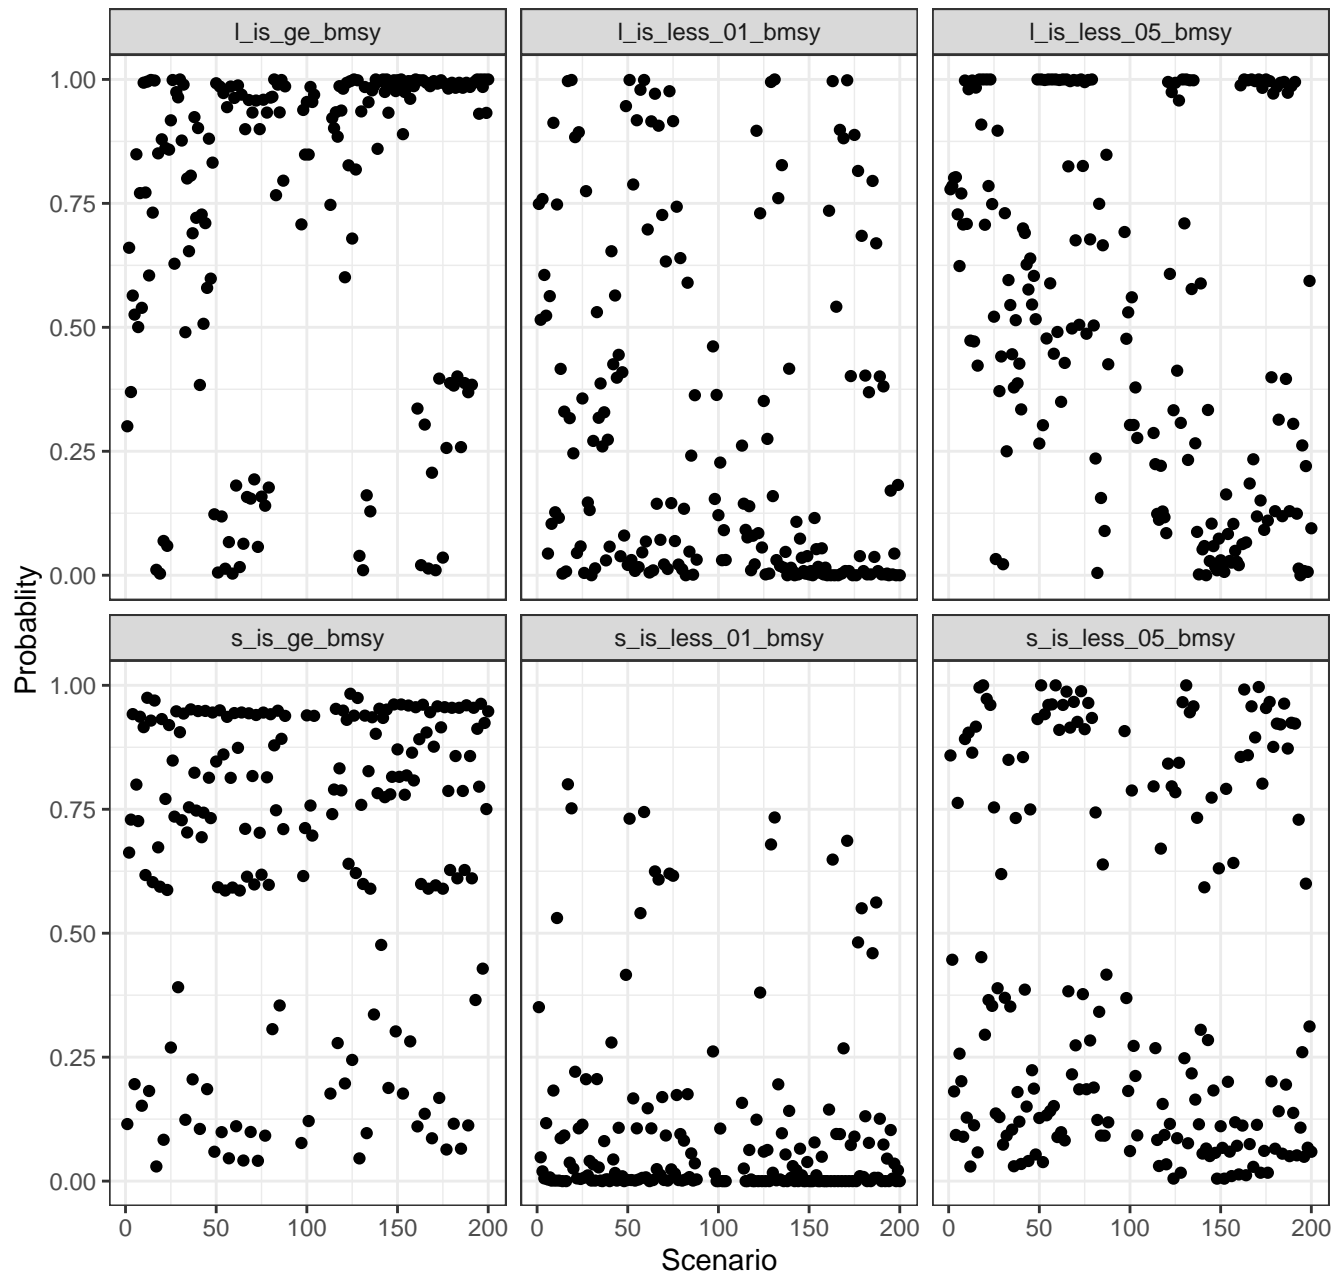 l_is_ge_bmsy
l_is_less_01_bmsy
l_is_less_05_bmsy
1.00
0.75
0.50
0.25
0.00
Probablity
s_is_ge_bmsy
s_is_less_01_bmsy
s_is_less_05_bmsy
1.00
0.75
0.50
0.25
0.00
0 50 100 150 200
0 50 100 150 200
0 50 100 150 200
Scenario